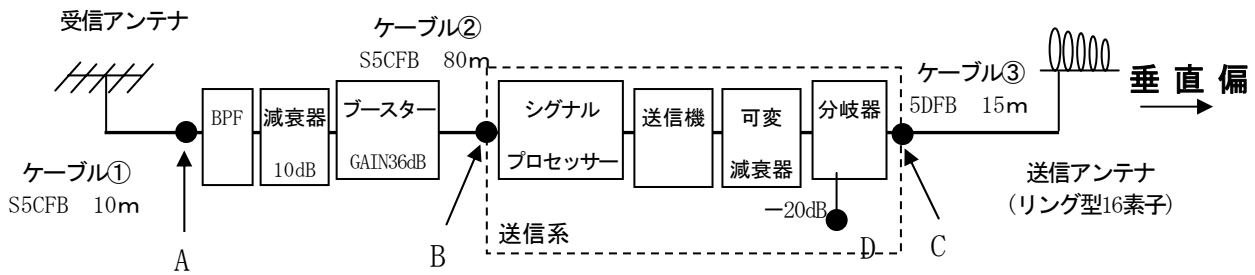 受信アンテナ
ケーブル①
S5CFB 10m
A
BPF
減衰器
10dB
ブースター
GAIN36dB
ケーブル②
S5CFB 80m
B
シグナル
プロセッサー
送信機
可変
減衰器
分岐器
−20dB
D
送信系
C
ケーブル③
5DFB 15m
垂直偏
送信アンテナ
(リング型16素子)